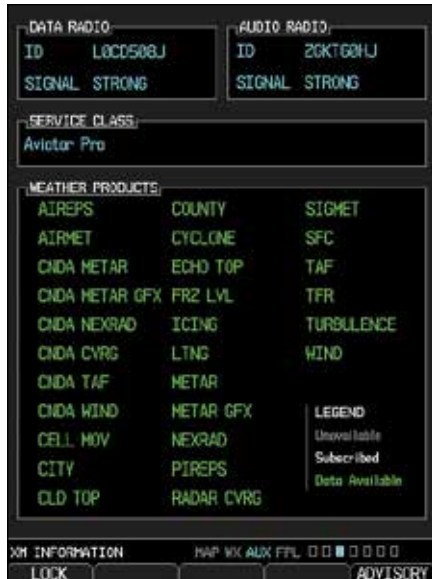 DATA RADIO
ID L0CD508J
SIGNAL STRONG
AUDIO RADIO
ID 2GKTG0HJ
SIGNAL STRONG
SERVICE CLASS
Aviator Pro
WEATHER PRODUCTS
AIREPS COUNTY SIGMET
AIRMET CYCLONE SFC
CNDA METAR ECHO TOP TAF
CNDA METAR GFX FRZ LVL TFR
CNDA NEXRAD ICING TURBULENCE
CNDA CVRG LTNG WIND
CNDA TAF METAR
CNDA WIND METAR GFX
CELL MOV NEXRAD
CITY PIREPS
CLD TOP RADAR CVRG
LEGEND
Unavailable
Subscribed
Data Available
XM INFORMATION MAP WX AUX FPL
LOCK ADVISORY